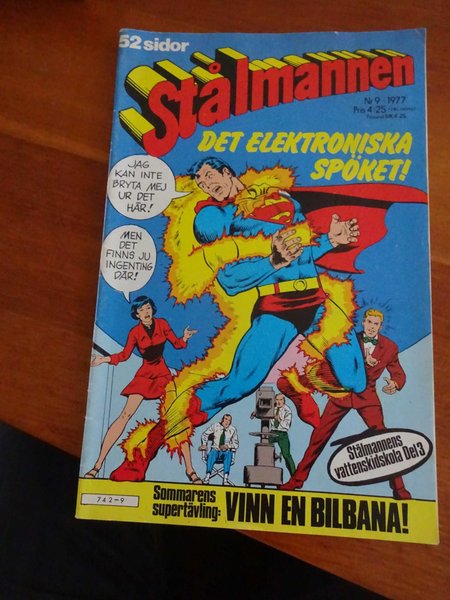 52 sidor
Stålmannen
Nr 9 - 1977
Pris 4:25
DET ELEKTRONISKA
SPÖKET!
JAG
KAN INTE
BRYTA MEJ
UR DET
HÄR!
MEN
DET
FINNS JU
INGENTING
DÄR!
S
Stålmannens
vattenskidskola Del 3
742-9
Sommarens
supertävling: VINN EN BILBANA!